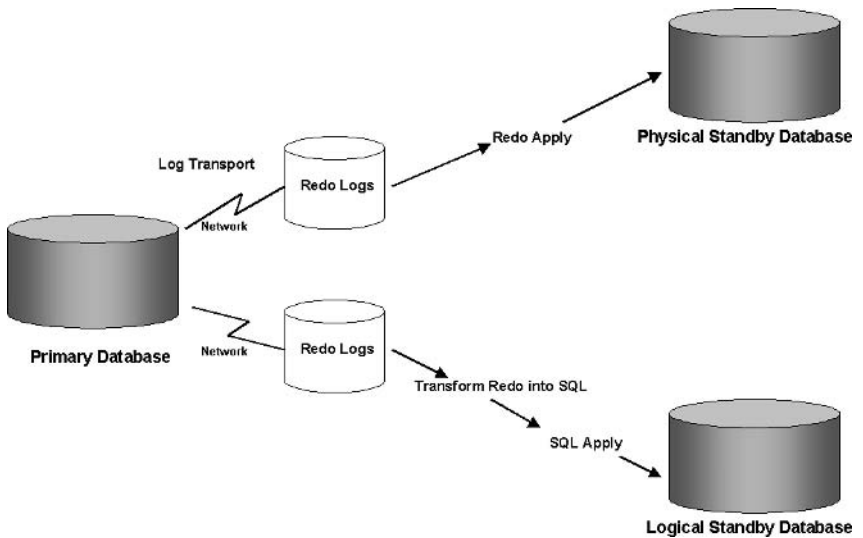 Physical Standby Database
Redo Apply
Log Transport
Redo Logs
Network
Primary Database
Network
Redo Logs
Transform Redo into SQL
SQL Apply
Logical Standby Database